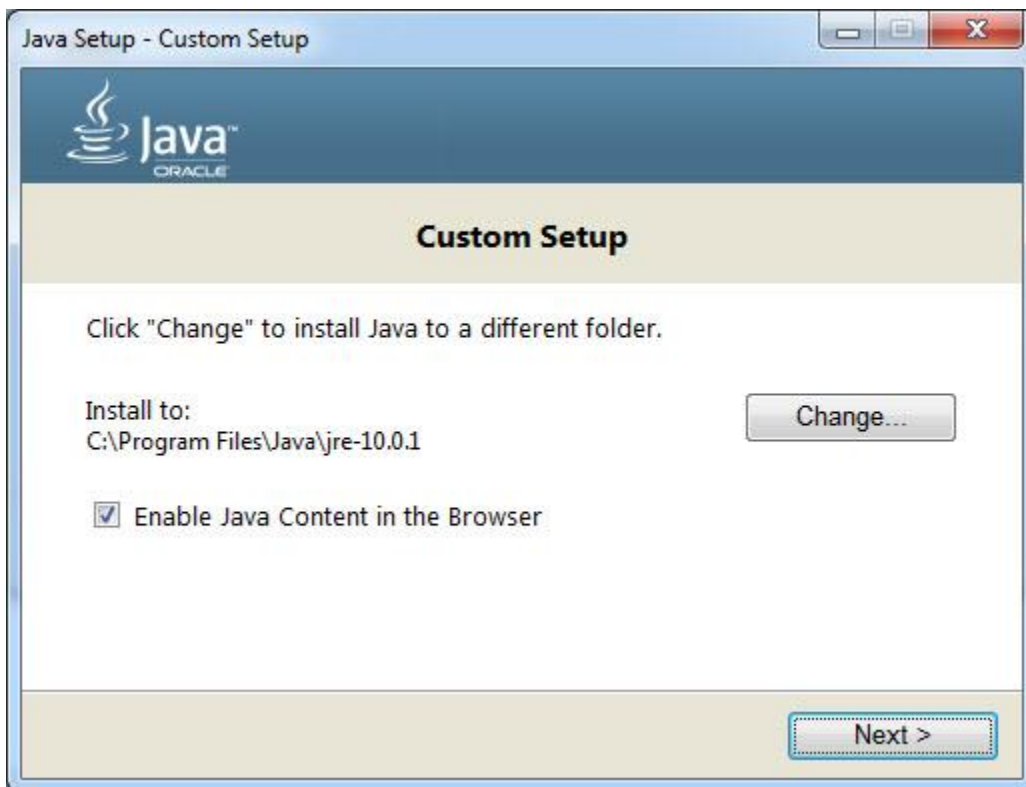 Java Setup - Custom Setup
Java™
ORACLE
Custom Setup
Click "Change" to install Java to a different folder.
Install to:
Change...
C:\Program Files\Java\jre-10.0.1
Enable Java Content in the Browser
Next >